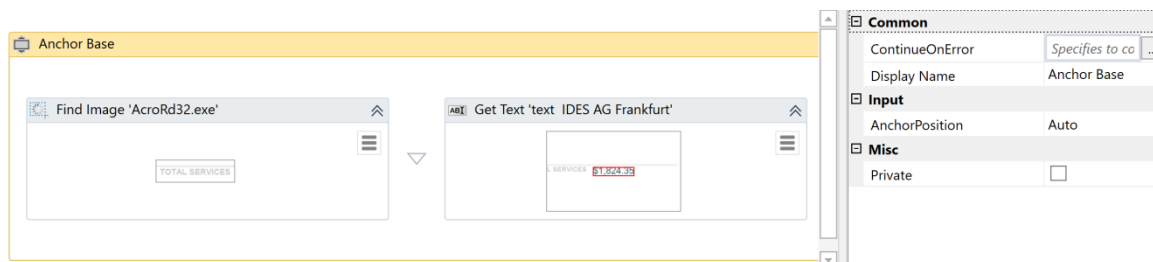 Anchor Base
Find Image 'AcroRd32.exe'
TOTAL SERVICES
ABI Get Text 'text  IDES AG Frankfurt'
L SERVICES $1,824.35
Common
ContinueOnError Specifies to co ...
Display Name Anchor Base
Input
AnchorPosition Auto
Misc
Private